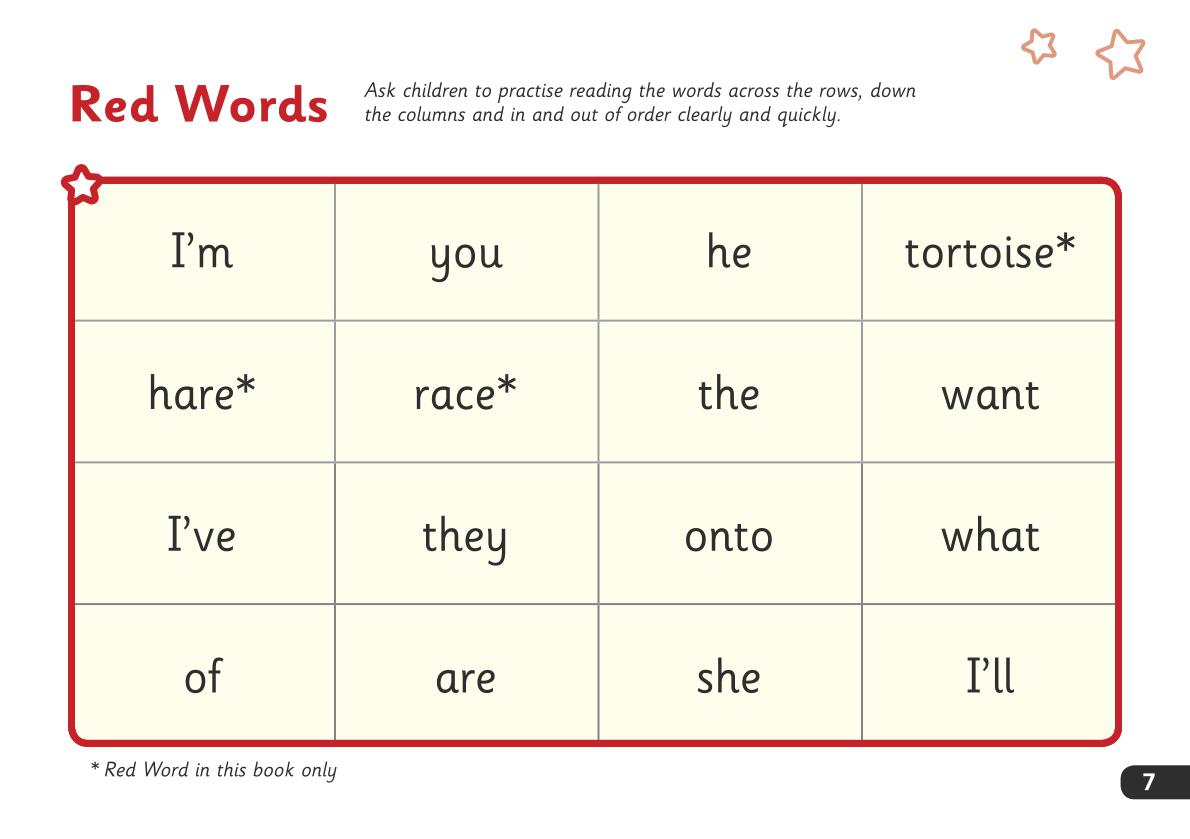 Red Words
Ask children to practise reading the words across the rows, down
the columns and in and out of order clearly and quickly.
I’m you he tortoise*
hare* race* the want
I’ve they onto what
of are she I’ll
* Red Word in this book only
7